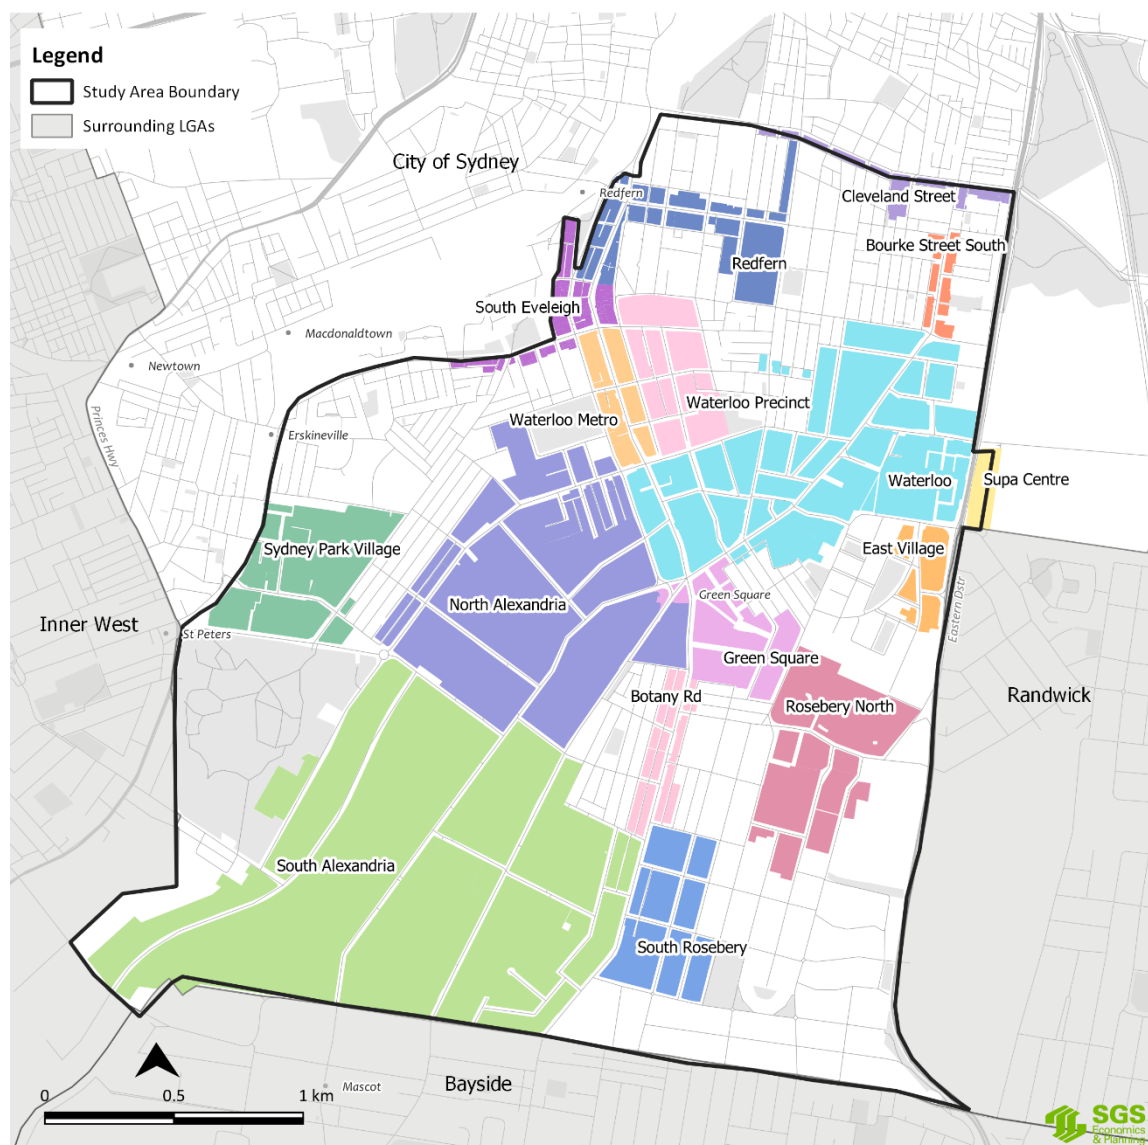 Legend
Study Area Boundary
Surrounding LGAs
City of Sydney
Redfern
Cleveland Street
Bourke Street South
Redfern
South Eveleigh
Macdonaldtown
Newtown
Princes Hwy
Waterloo Precinct
Waterloo Metro
Erskineville
Waterloo
Supa Centre
Sydney Park Village
East Village
North Alexandria
Green Square
Eastern Dstr
Inner West
St Peters
Green Square
Botany Rd
Rosebery North
Randwick
South Alexandria
South Rosebery
Mascot
Bayside
0
0.5
1 km
SGS
Economics
& Planning